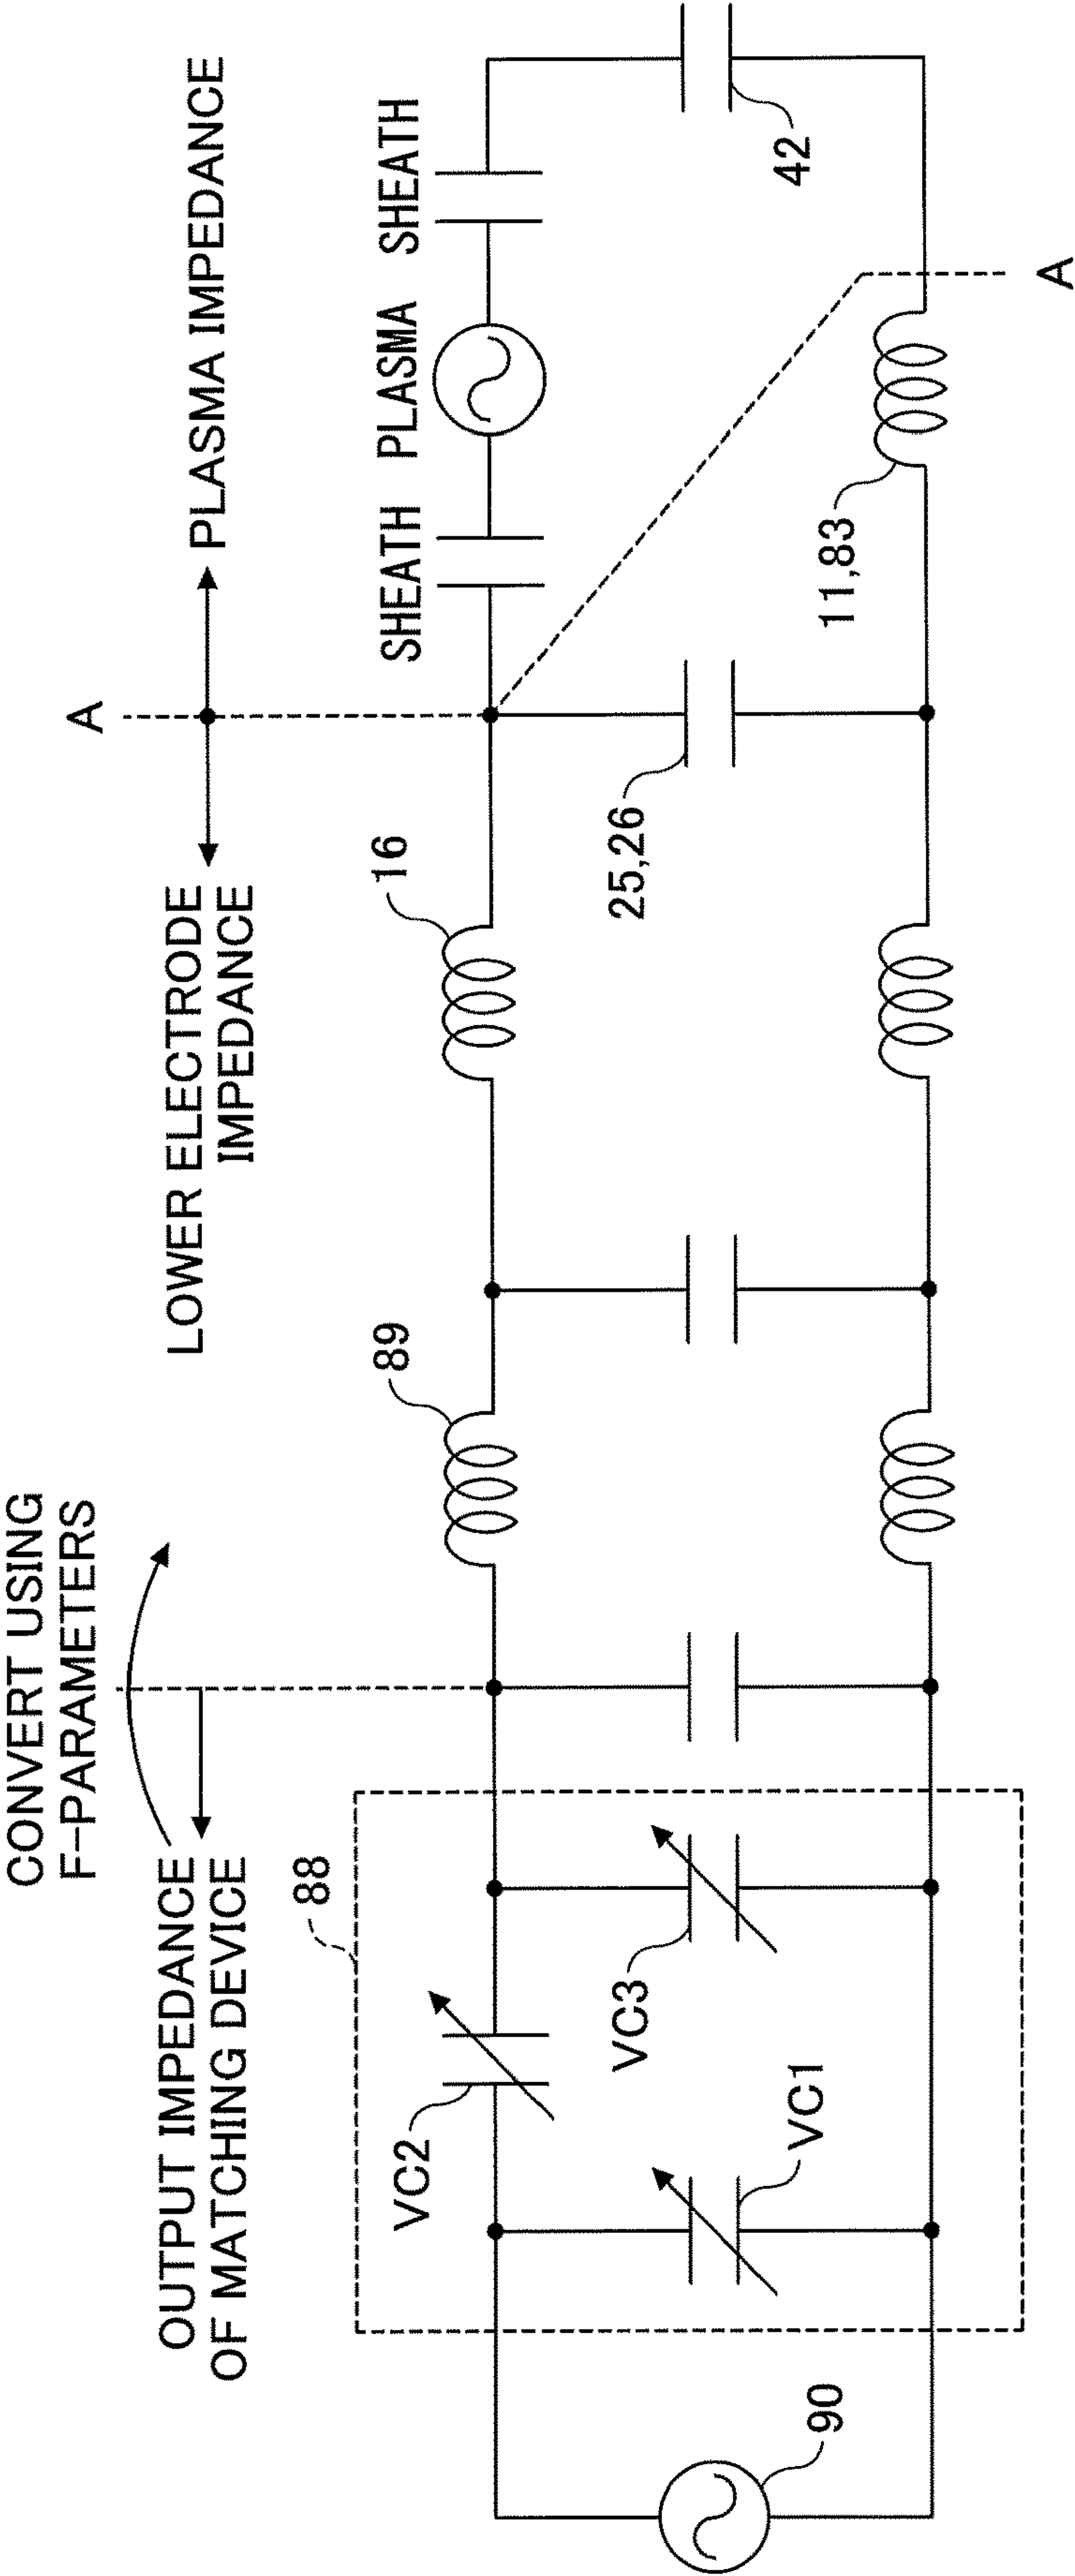 CONVERT USING
F-PARAMETERS
OUTPUT IMPEDANCE
OF MATCHING DEVICE
LOWER ELECTRODE
IMPEDANCE
PLASMA IMPEDANCE
A
88
VC2
VC3
VC1
90
89
16
25,26
SHEATH PLASMA SHEATH
11,83
42
A